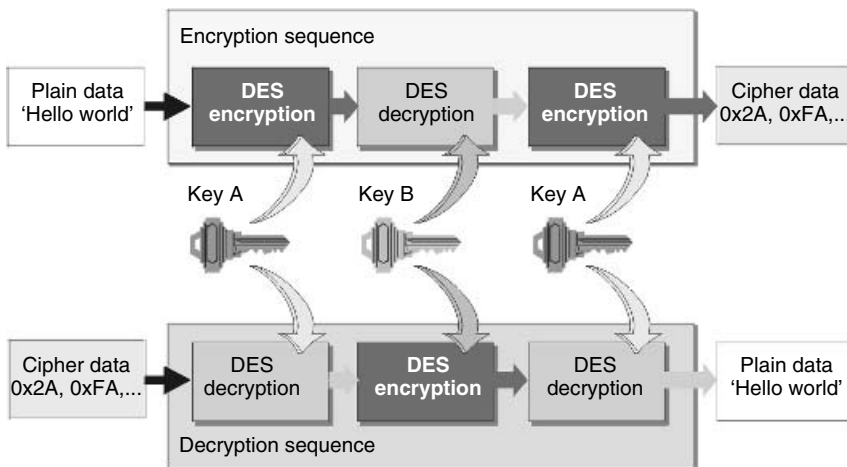 Encryption sequence
Plain data
'Hello world'
DES
encryption
DES
decryption
DES
encryption
Cipher data
0x2A, 0xFA,...
Key A
Key B
Key A
Cipher data
0x2A, 0xFA,...
DES
decryption
DES
encryption
DES
decryption
Plain data
'Hello world'
Decryption sequence